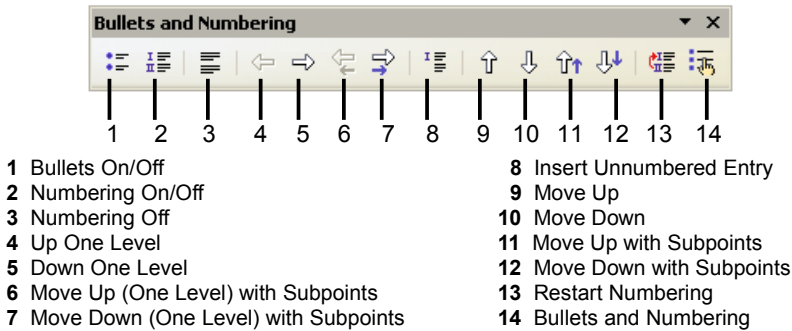 Bullets and Numbering
1 2 3 4 5 6 7 8 9 10 11 12 13 14
1 Bullets On/Off
2 Numbering On/Off
3 Numbering Off
4 Up One Level
5 Down One Level
6 Move Up (One Level) with Subpoints
7 Move Down (One Level) with Subpoints
8 Insert Unnumbered Entry
9 Move Up
10 Move Down
11 Move Up with Subpoints
12 Move Down with Subpoints
13 Restart Numbering
14 Bullets and Numbering